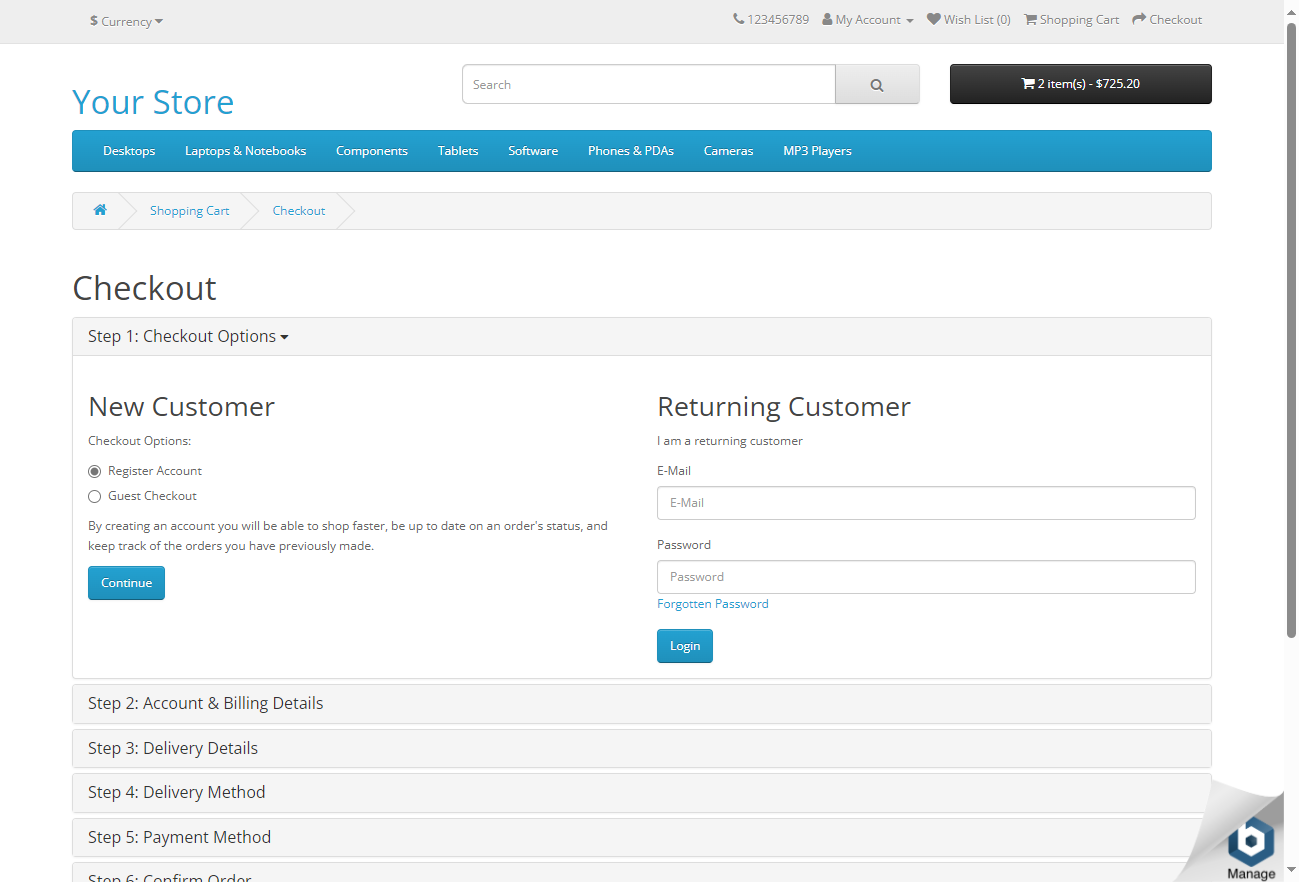 $ Currency
123456789 My Account Wish List (0) Shopping Cart Checkout
Your Store
Search
2 item(s) - $725.20
Desktops Laptops & Notebooks Components Tablets Software Phones & PDAs Cameras MP3 Players
Shopping Cart Checkout
Checkout
Step 1: Checkout Options
New Customer
Checkout Options:
Register Account
Guest Checkout
By creating an account you will be able to shop faster, be up to date on an order's status, and
keep track of the orders you have previously made.
Continue
Returning Customer
I am a returning customer
E-Mail
E-Mail
Password
Password
Forgotten Password
Login
Step 2: Account & Billing Details
Step 3: Delivery Details
Step 4: Delivery Method
Step 5: Payment Method
Step 6: Confirm Order
Manage